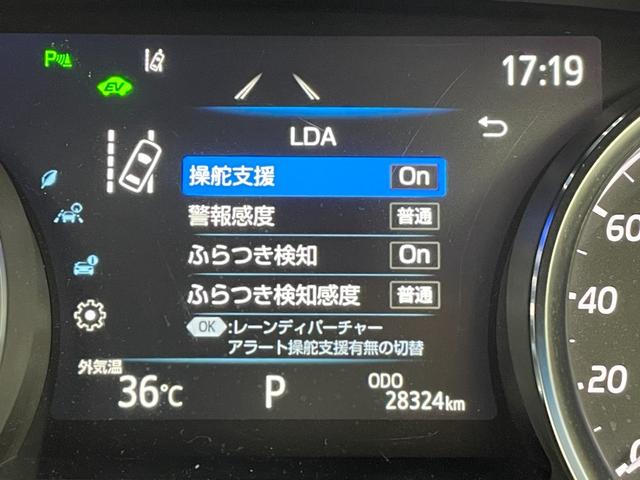 P
EV
17:19
LDA
操舵支援 On
警報感度 普通
ふらつき検知 On
ふらつき検知感度 普通
OK :レーンディパーチャー
アラート操舵支援有無の切替
外気温
36℃ P ODO
28324km
60
40
20